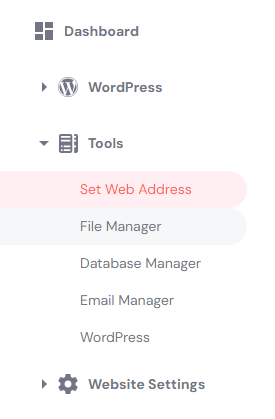 Dashboard
WordPress
Tools
Set Web Address
File Manager
Database Manager
Email Manager
WordPress
Website Settings